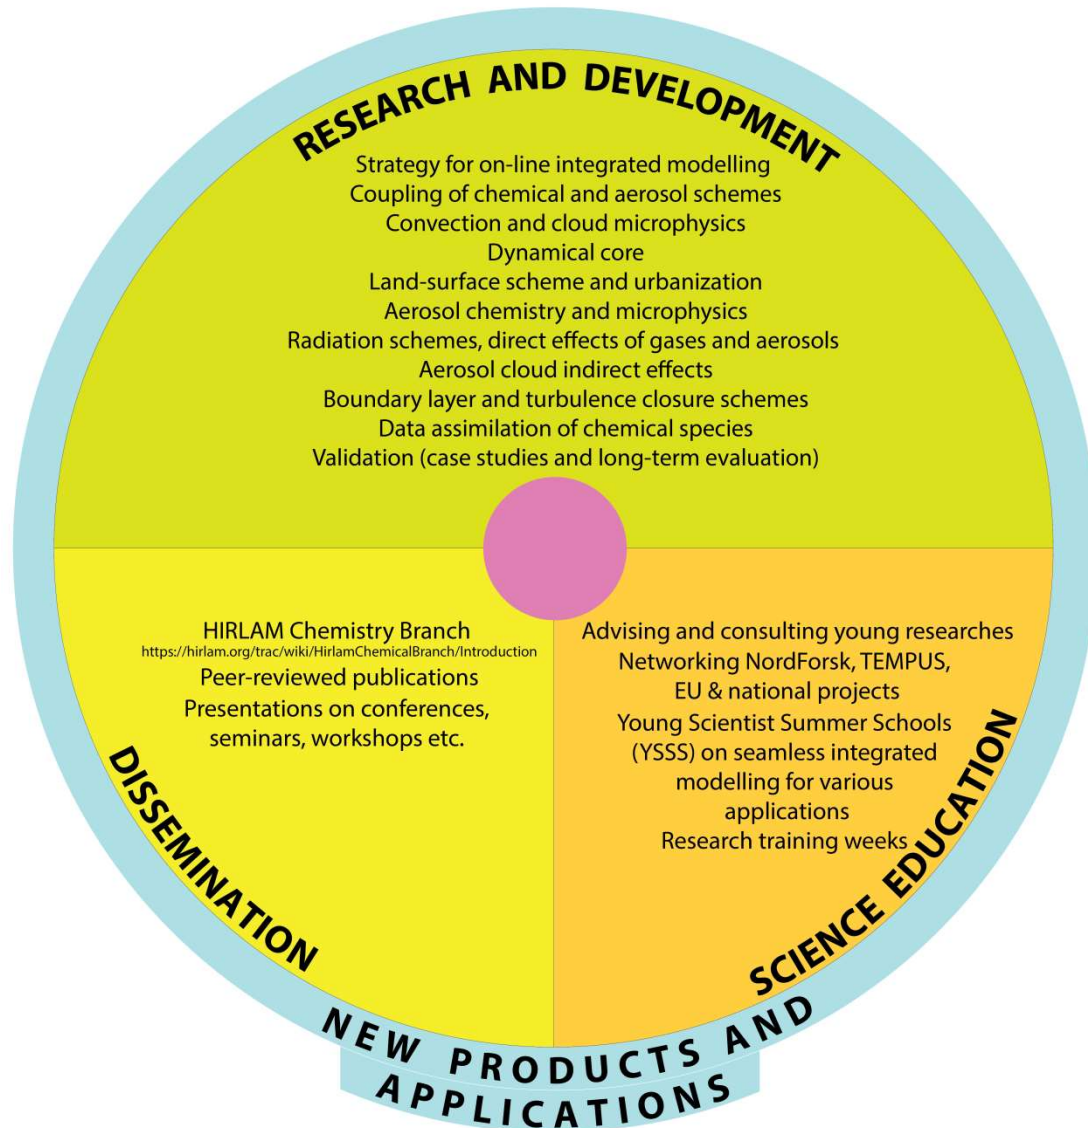 RESEARCH AND DEVELOPMENT
Strategy for on-line integrated modelling
Coupling of chemical and aerosol schemes
Convection and cloud microphysics
Dynamical core
Land-surface scheme and urbanization
Aerosol chemistry and microphysics
Radiation schemes, direct effects of gases and aerosols
Aerosol cloud indirect effects
Boundary layer and turbulence closure schemes
Data assimilation of chemical species
Validation (case studies and long-term evaluation)
HIRLAM Chemistry Branch
https://hirlam.org/trac/wiki/HirlamChemicalBranch/Introduction
Peer-reviewed publications
Presentations on conferences,
seminars, workshops etc.
DISSEMINATION
Advising and consulting young researches
Networking NordForsk, TEMPUS,
EU & national projects
Young Scientist Summer Schools
(YSSS) on seamless integrated
modelling for various
applications
Research training weeks
SCIENCE EDUCATION
NEW PRODUCTS AND
APPLICATIONS